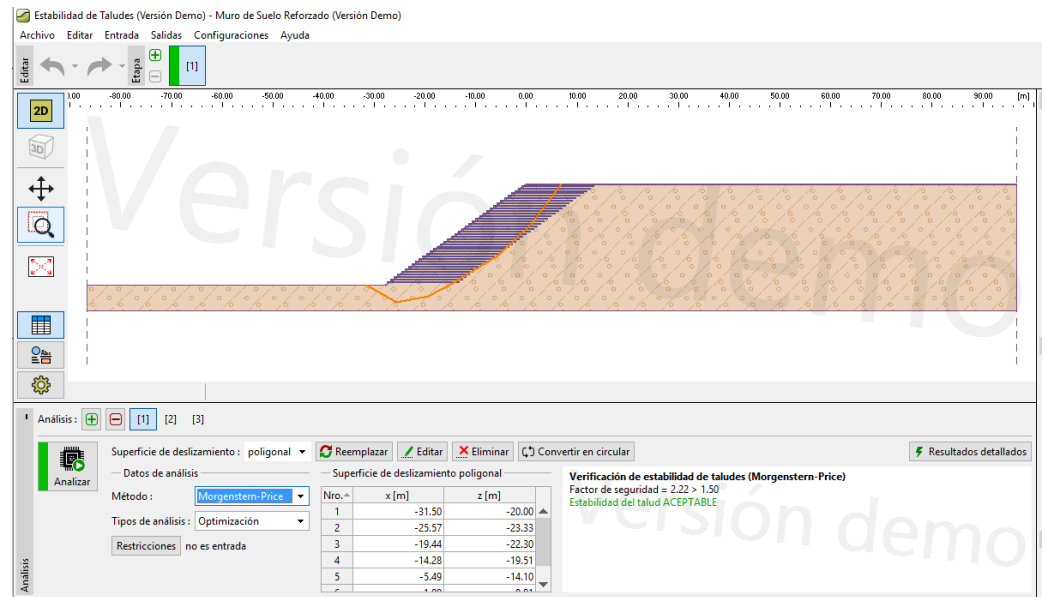 Estabilidad de Taludes (Versión Demo) - Muro de Suelo Reforzado (Versión Demo)
Archivo Editar Entrada Salidas Configuraciones Ayuda
Editar
Etapa
[1]
2D
3D
-80.00 -70.00 -60.00 -50.00 -40.00 -30.00 -20.00 -10.00 0.00 10.00 20.00 30.00 40.00 50.00 60.00 70.00 80.00 90.00 [m]
Versión demo
Análisis : [1] [2] [3]
Analizar
Superficie de deslizamiento : poligonal Reemplazar Editar Eliminar Convertir en circular Resultados detallados
Datos de análisis
Método : Morgenstern-Price
Tipos de análisis : Optimización
Restricciones no es entrada
Superficie de deslizamiento poligonal
Nro. x [m] z [m]
1 -31.50 -20.00
2 -25.57 -23.33
3 -19.44 -22.30
4 -14.28 -19.51
5 -5.49 -14.10
Verificación de estabilidad de taludes (Morgenstern-Price)
Factor de seguridad = 2.22 > 1.50
Estabilidad del talud ACEPTABLE
Versión demo
Análisis